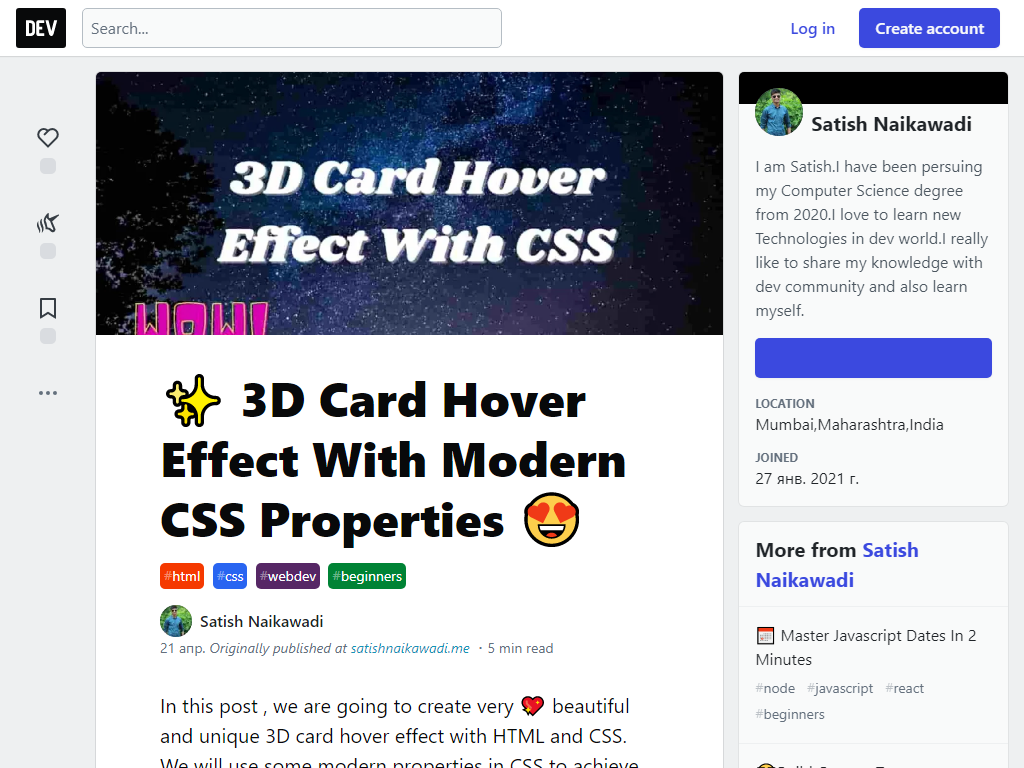 DEV
Search...
Log in
Create account
3D Card Hover
Effect With CSS
WOW!
3D Card Hover
Effect With Modern
CSS Properties
#html #css #webdev #beginners
Satish Naikawadi
21 апр. Originally published at satishnaikawadi.me ・5 min read
In this post , we are going to create very beautiful
and unique 3D card hover effect with HTML and CSS.
We will use some modern properties in CSS to achieve
Satish Naikawadi
I am Satish.I have been persuing
my Computer Science degree
from 2020.I love to learn new
Technologies in dev world.I really
like to share my knowledge with
dev community and also learn
myself.
LOCATION
Mumbai,Maharashtra,India
JOINED
27 янв. 2021 г.
More from Satish
Naikawadi
Master Javascript Dates In 2
Minutes
#node #javascript #react
#beginners